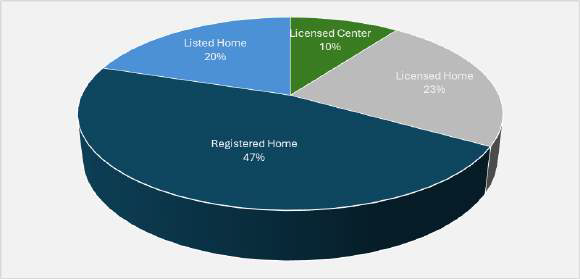 Listed Home
20%
Licensed Center
10%
Licensed Home
23%
Registered Home
47%